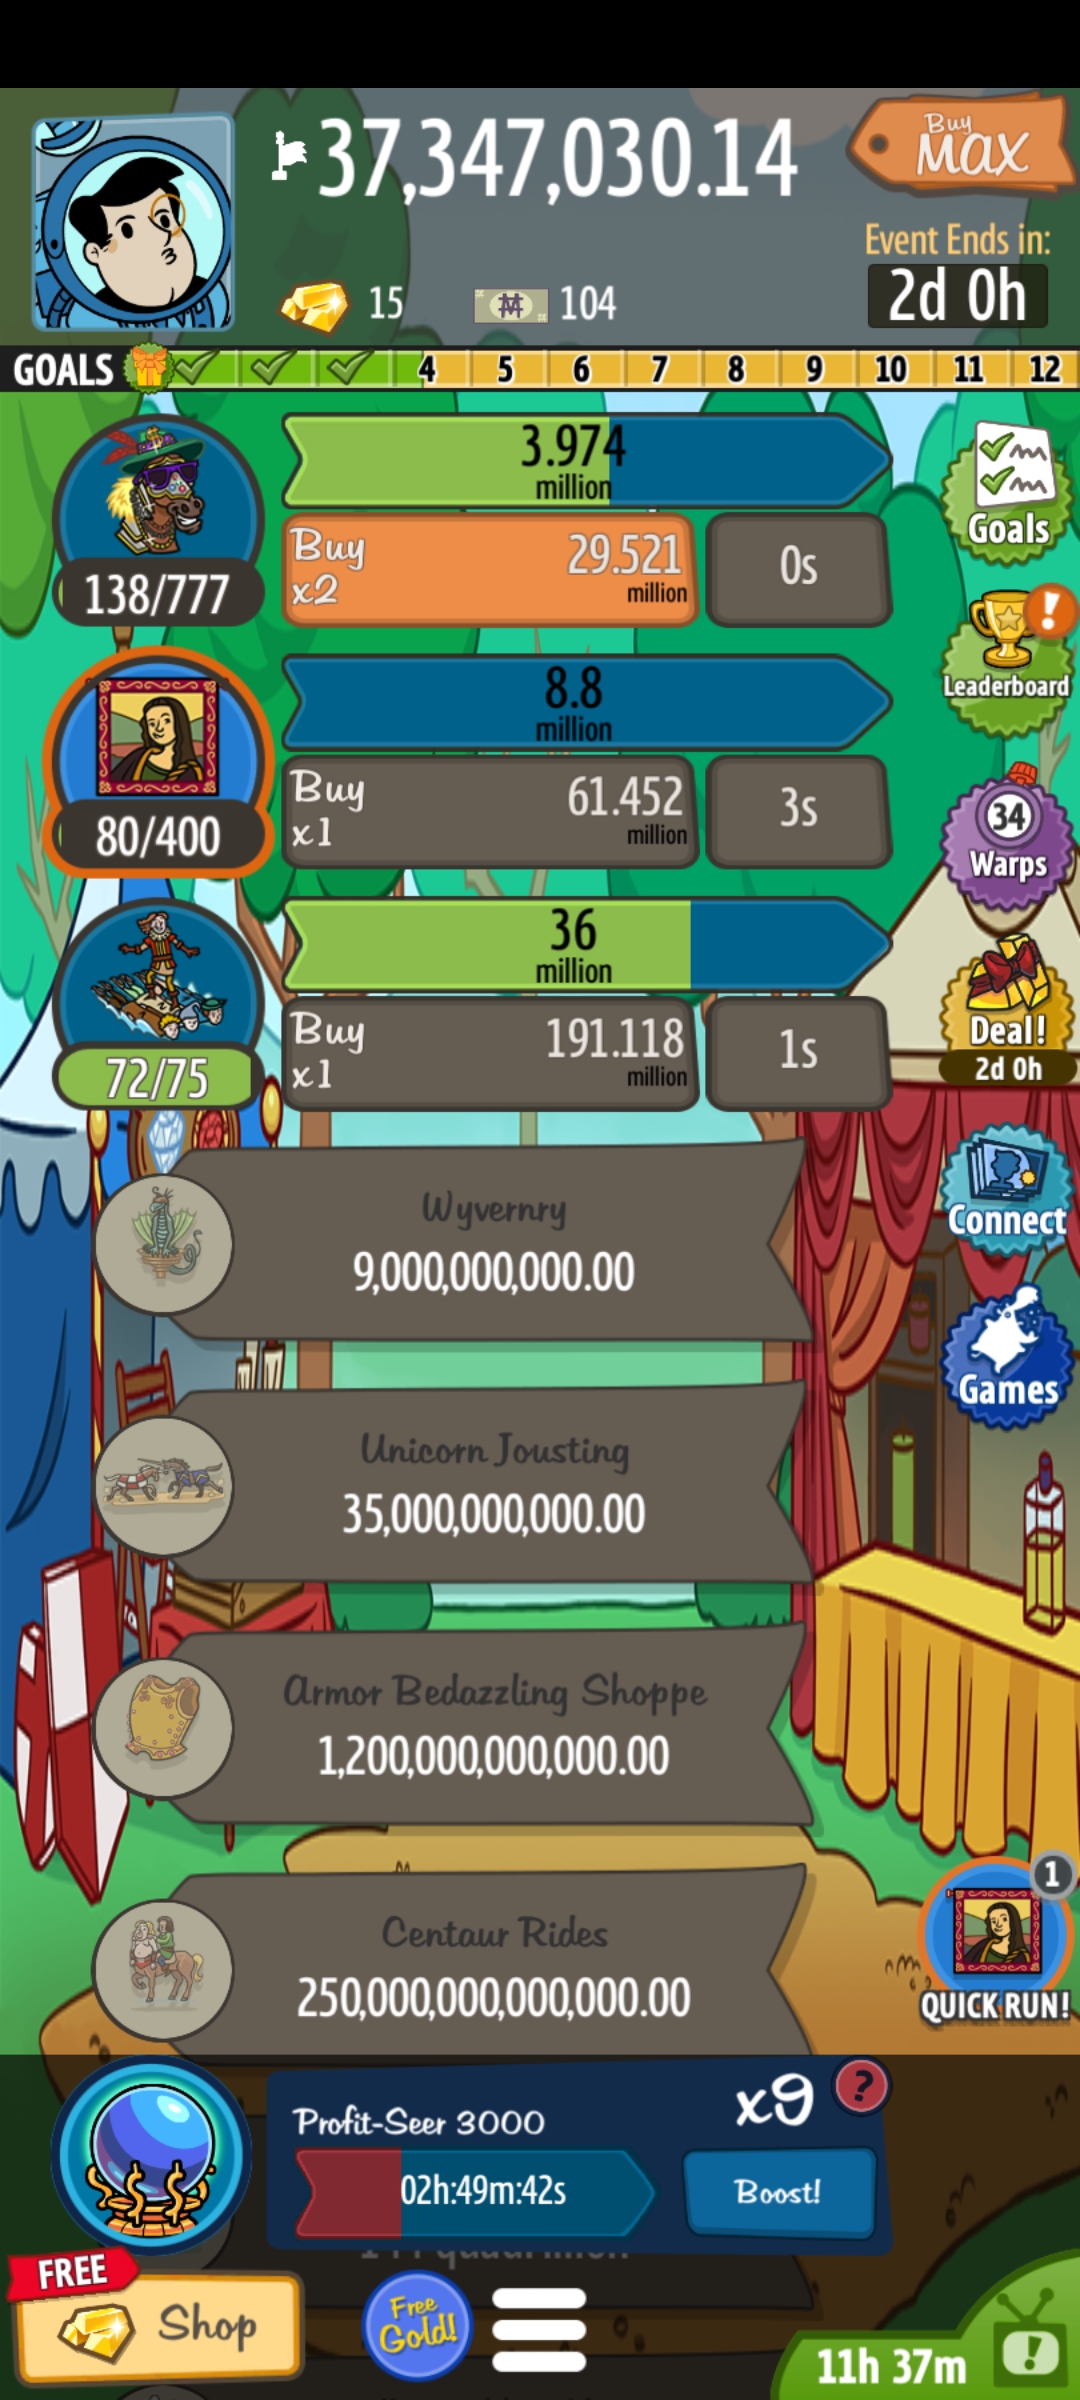 37,347,030.14
Buy
MAX
Event Ends in:
15
104
2d 0h
GOALS
4 5 6 7 8 9 10 11 12
3.974
million
Buy
x2
29.521
million
0s
138/777
Goals
!
Leaderboard
8.8
million
Buy
x1
61.452
million
3s
80/400
34
Warps
36
million
Buy
x1
191.118
million
1s
72/75
Deal!
2d 0h
Wyvernry
9,000,000,000.00
Connect
Games
Unicorn Jousting
35,000,000,000.00
Armor Bedazzling Shoppe
1,200,000,000,000.00
Centaur Rides
250,000,000,000,000.00
1
QUICK RUN!
Profit-Seer 3000
x9
?
02h:49m:42s
Boost!
FREE
Shop
Free
Gold!
11h 37m
!